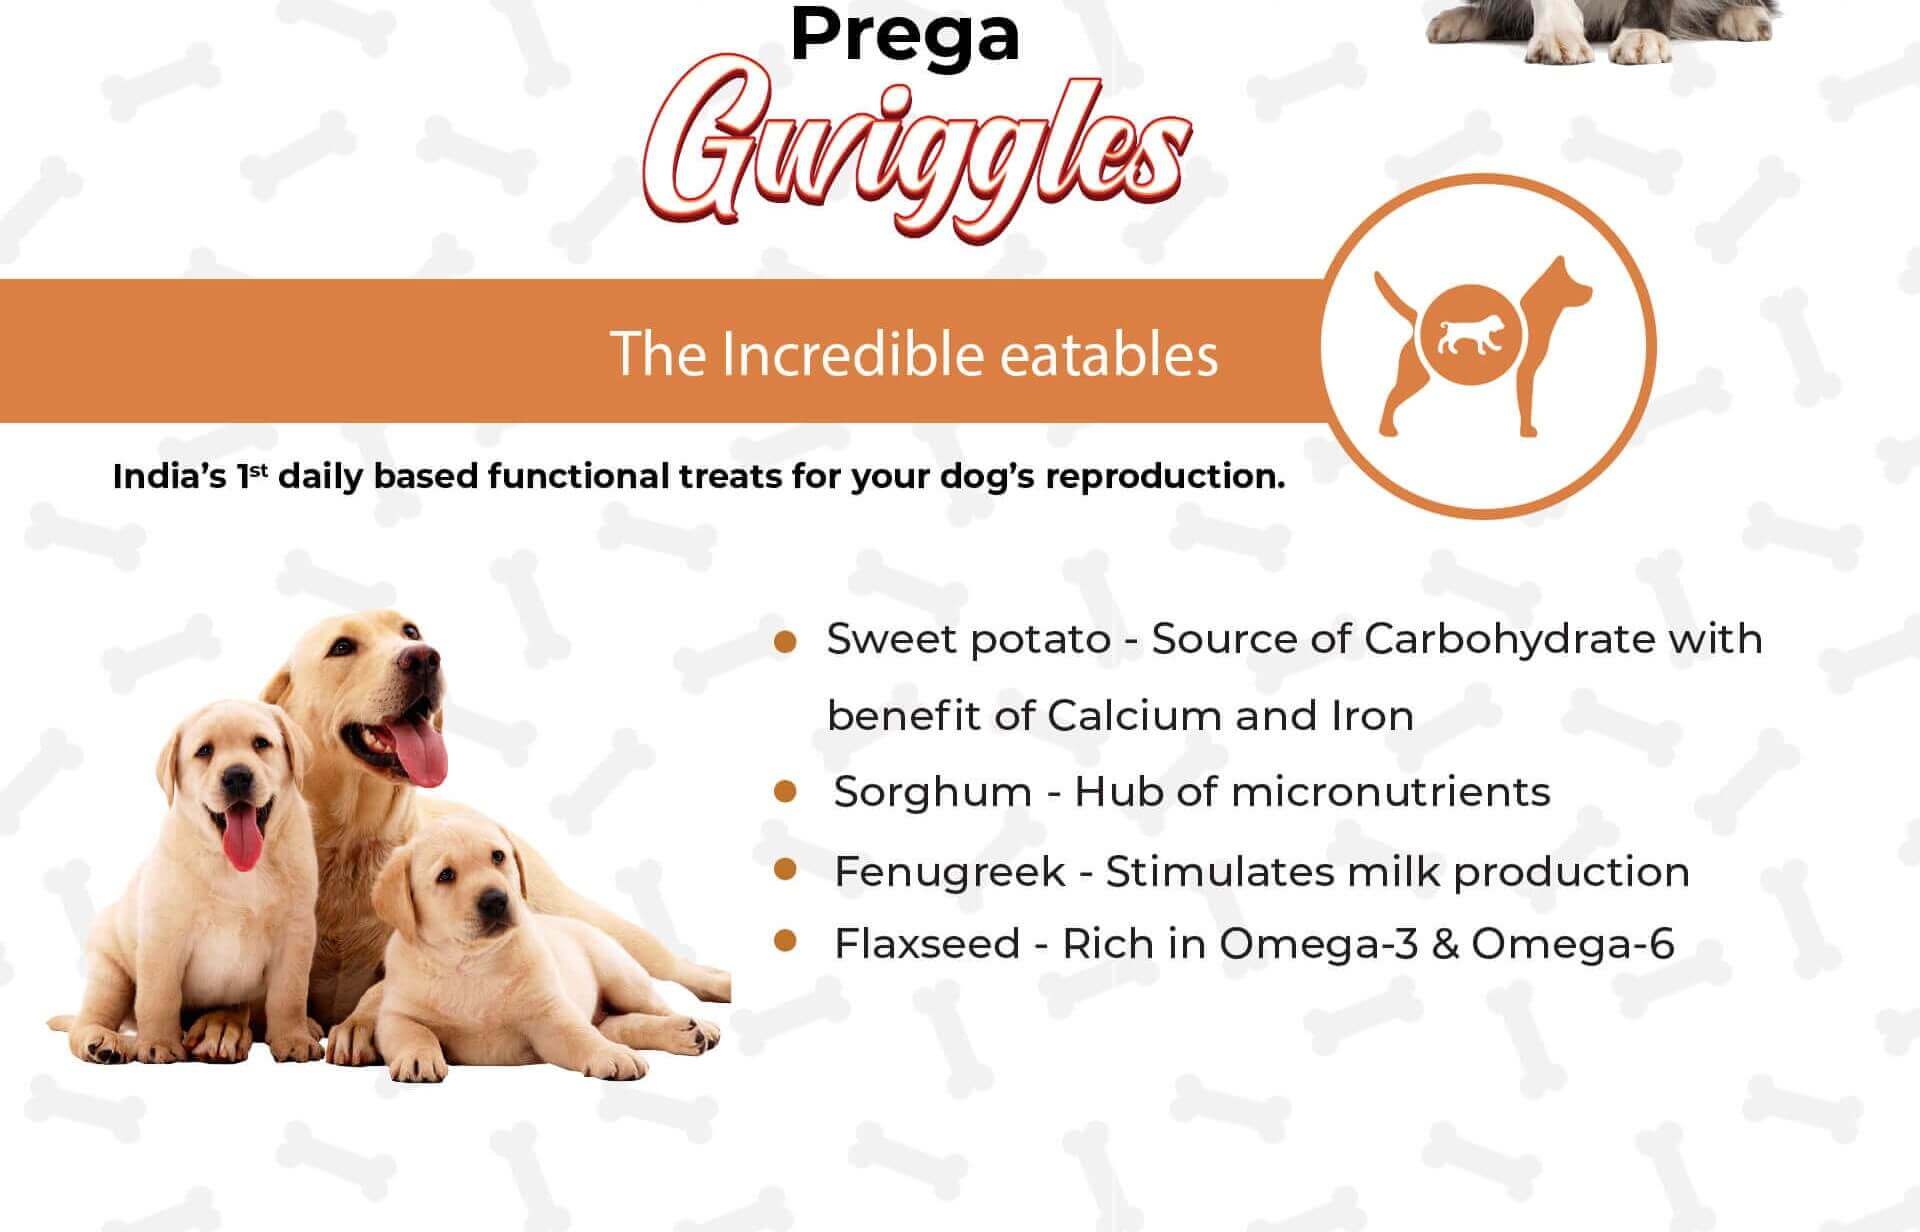 Prega
Gwiggles
The Incredible eatables
India's 1st daily based functional treats for your dog's reproduction.
Sweet potato - Source of Carbohydrate with
benefit of Calcium and Iron
Sorghum - Hub of micronutrients
Fenugreek - Stimulates milk production
Flaxseed - Rich in Omega-3 & Omega-6